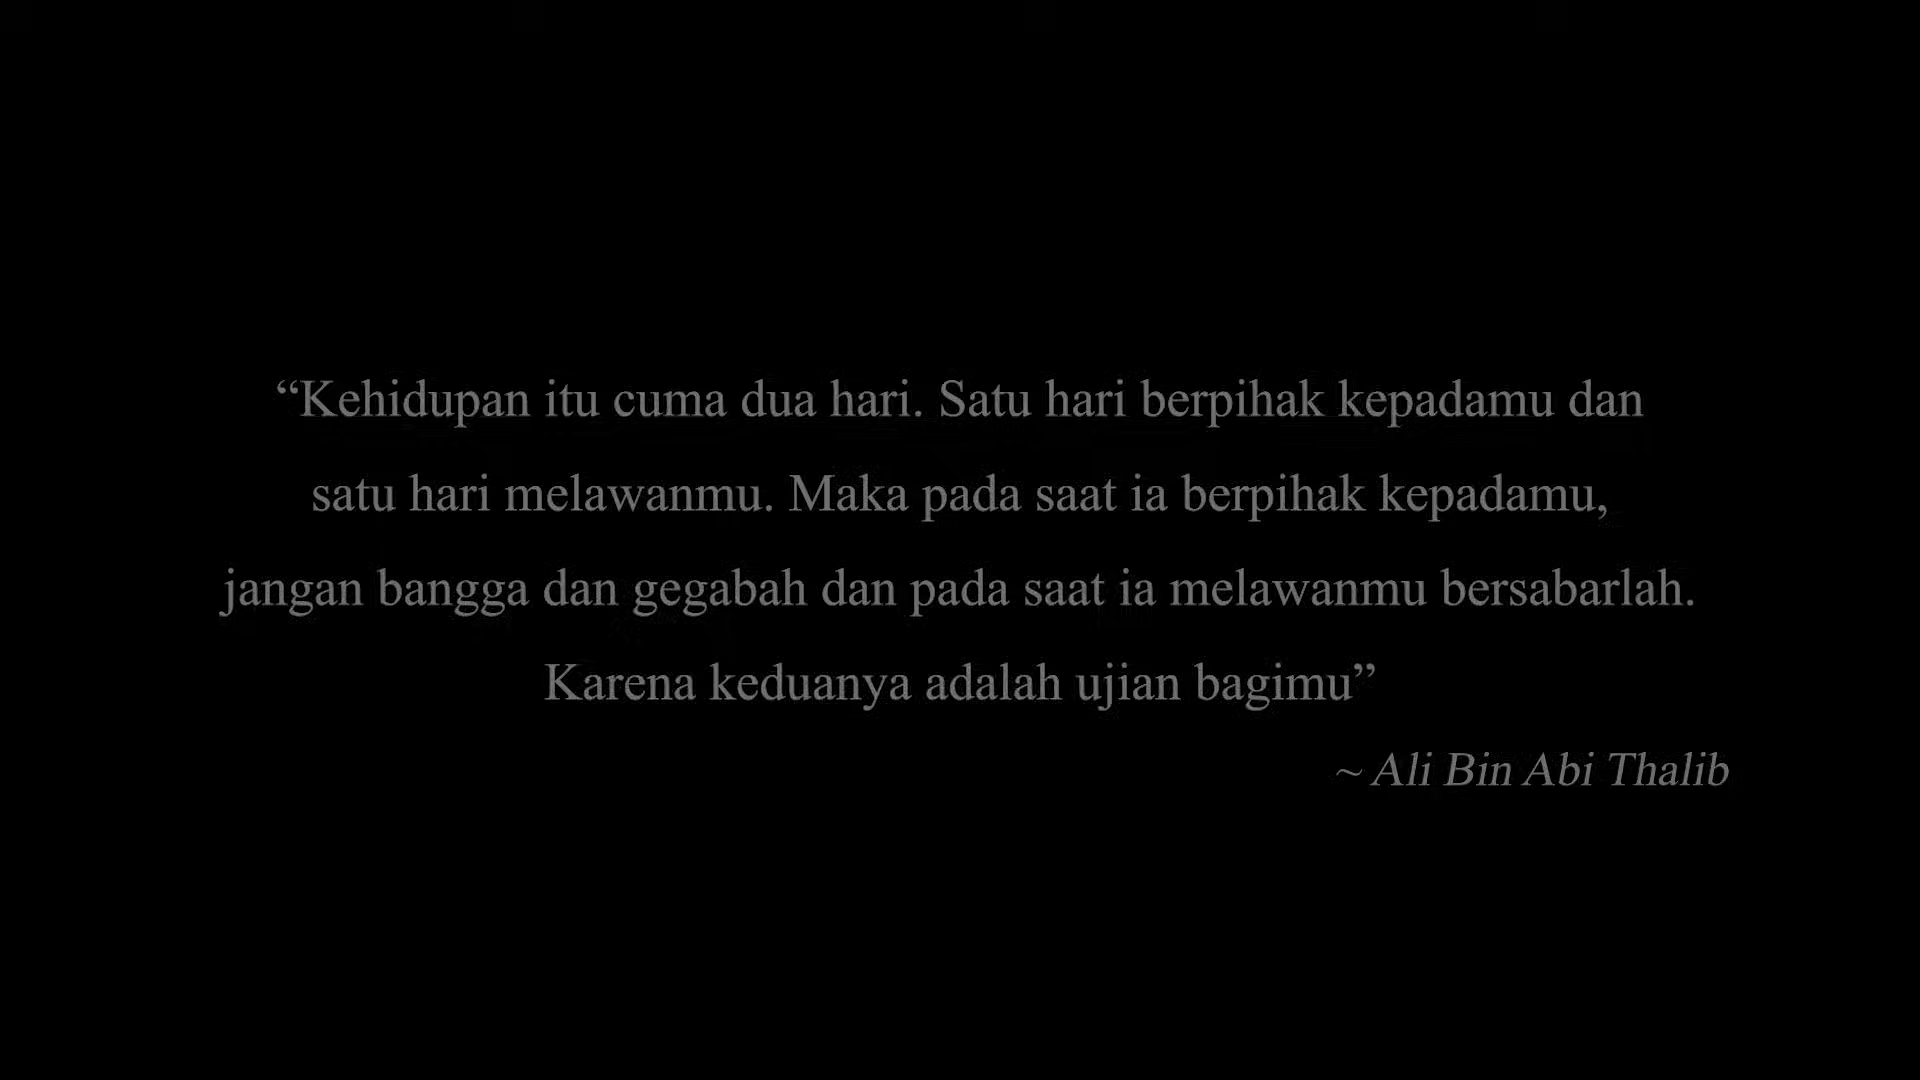 “Kehidupan itu cuma dua hari. Satu hari berpihak kepadamu dan
satu hari melawanmu. Maka pada saat ia berpihak kepadamu,
jangan bangga dan gegabah dan pada saat ia melawanmu bersabarlah.
Karena keduanya adalah ujian bagimu”
~ Ali Bin Abi Thalib